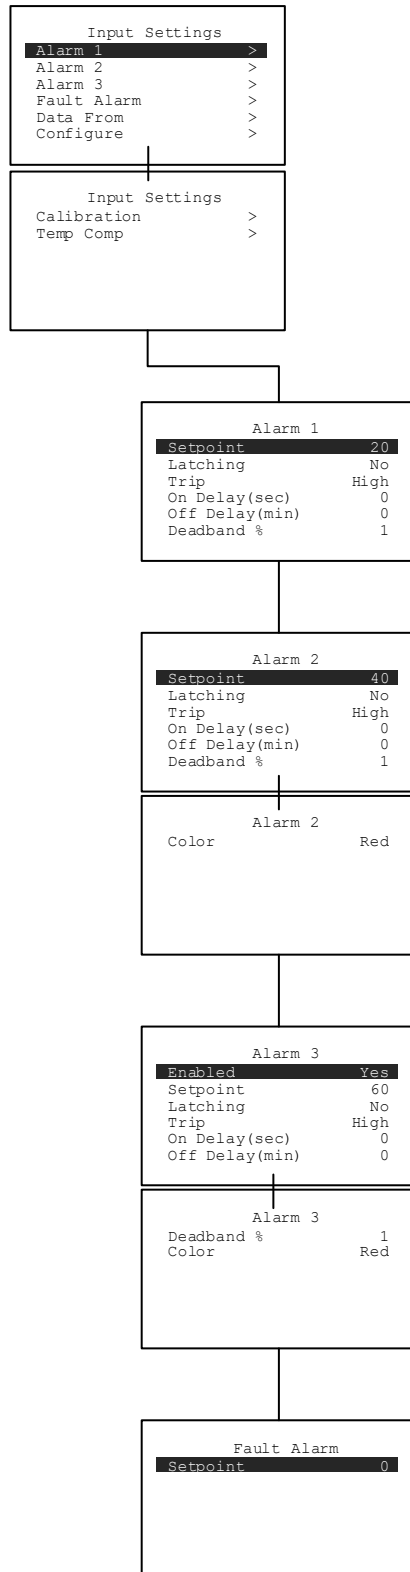 Input Settings
Alarm 1 >
Alarm 2 >
Alarm 3 >
Fault Alarm >
Data From >
Configure >
Input Settings
Calibration >
Temp Comp >
Alarm 1
Setpoint 20
Latching No
Trip High
On Delay(sec) 0
Off Delay(min) 0
Deadband % 1
Alarm 2
Setpoint 40
Latching No
Trip High
On Delay(sec) 0
Off Delay(min) 0
Deadband % 1
Alarm 2
Color Red
Alarm 3
Enabled Yes
Setpoint 60
Latching No
Trip High
On Delay(sec) 0
Off Delay(min) 0
Alarm 3
Deadband % 1
Color Red
Fault Alarm
Setpoint 0